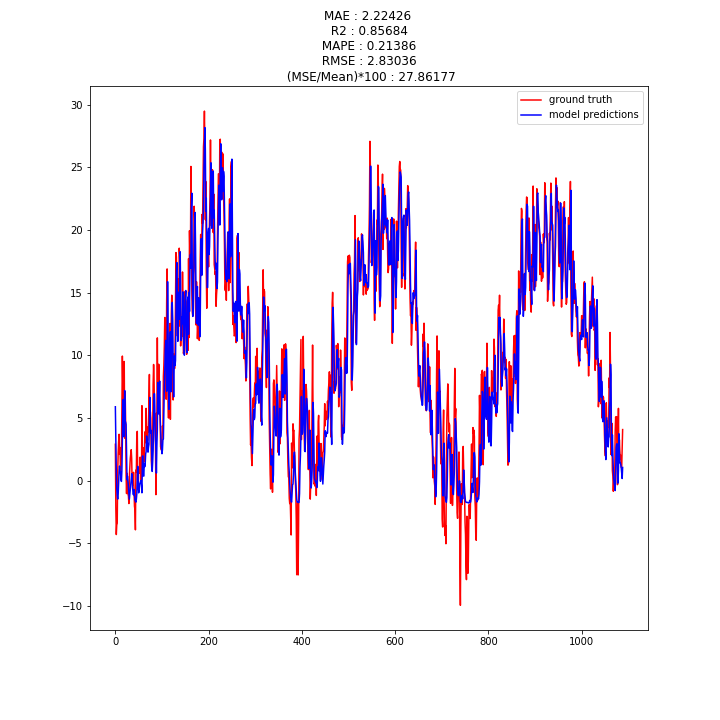 MAE : 2.22426
R2 : 0.85684
MAPE : 0.21386
RMSE : 2.83036
(MSE/Mean)*100 : 27.86177
ground truth
model predictions
30
25
20
15
10
5
0
−5
−10
0 200 400 600 800 1000